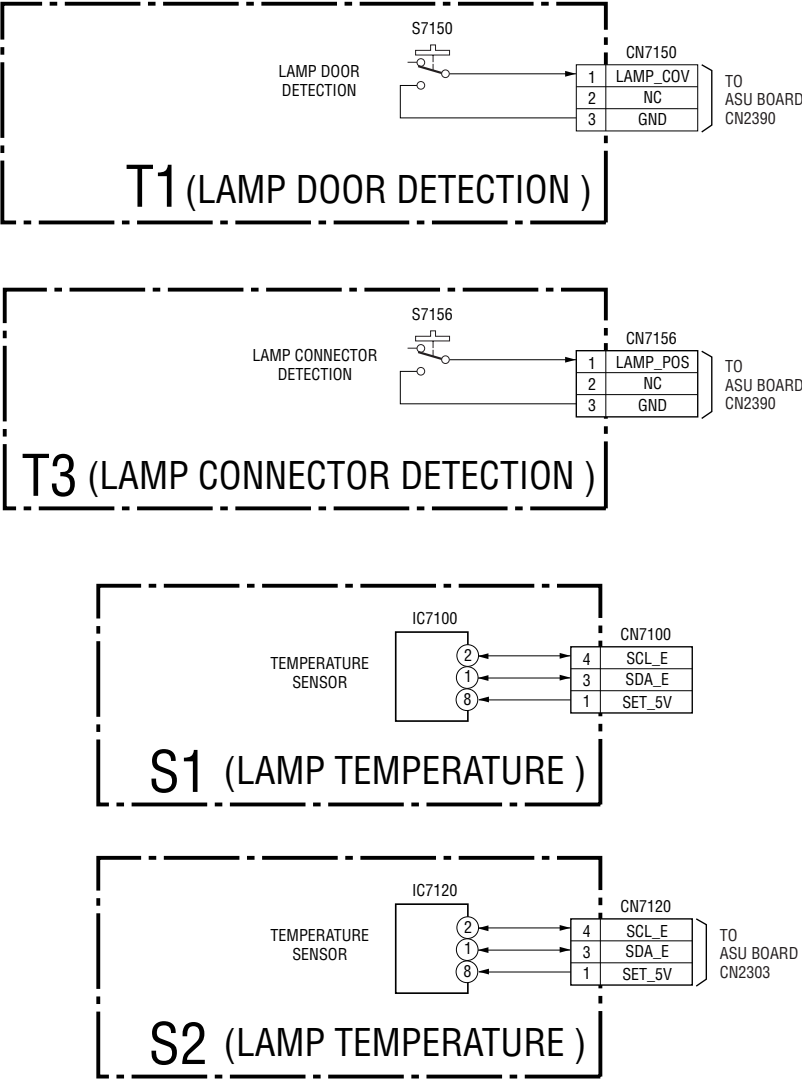 S7150
CN7150
LAMP DOOR
DETECTION
1 LAMP_COV
2 NC
3 GND
TO
ASU BOARD
CN2390
T1 (LAMP DOOR DETECTION )
S7156
CN7156
LAMP CONNECTOR
DETECTION
1 LAMP_POS
2 NC
3 GND
TO
ASU BOARD
CN2390
T3 (LAMP CONNECTOR DETECTION )
IC7100
CN7100
TEMPERATURE
SENSOR
2 4 SCL_E
1 3 SDA_E
8 1 SET_5V
S1 (LAMP TEMPERATURE )
IC7120
CN7120
TEMPERATURE
SENSOR
2 4 SCL_E
1 3 SDA_E
8 1 SET_5V
TO
ASU BOARD
CN2303
S2 (LAMP TEMPERATURE )